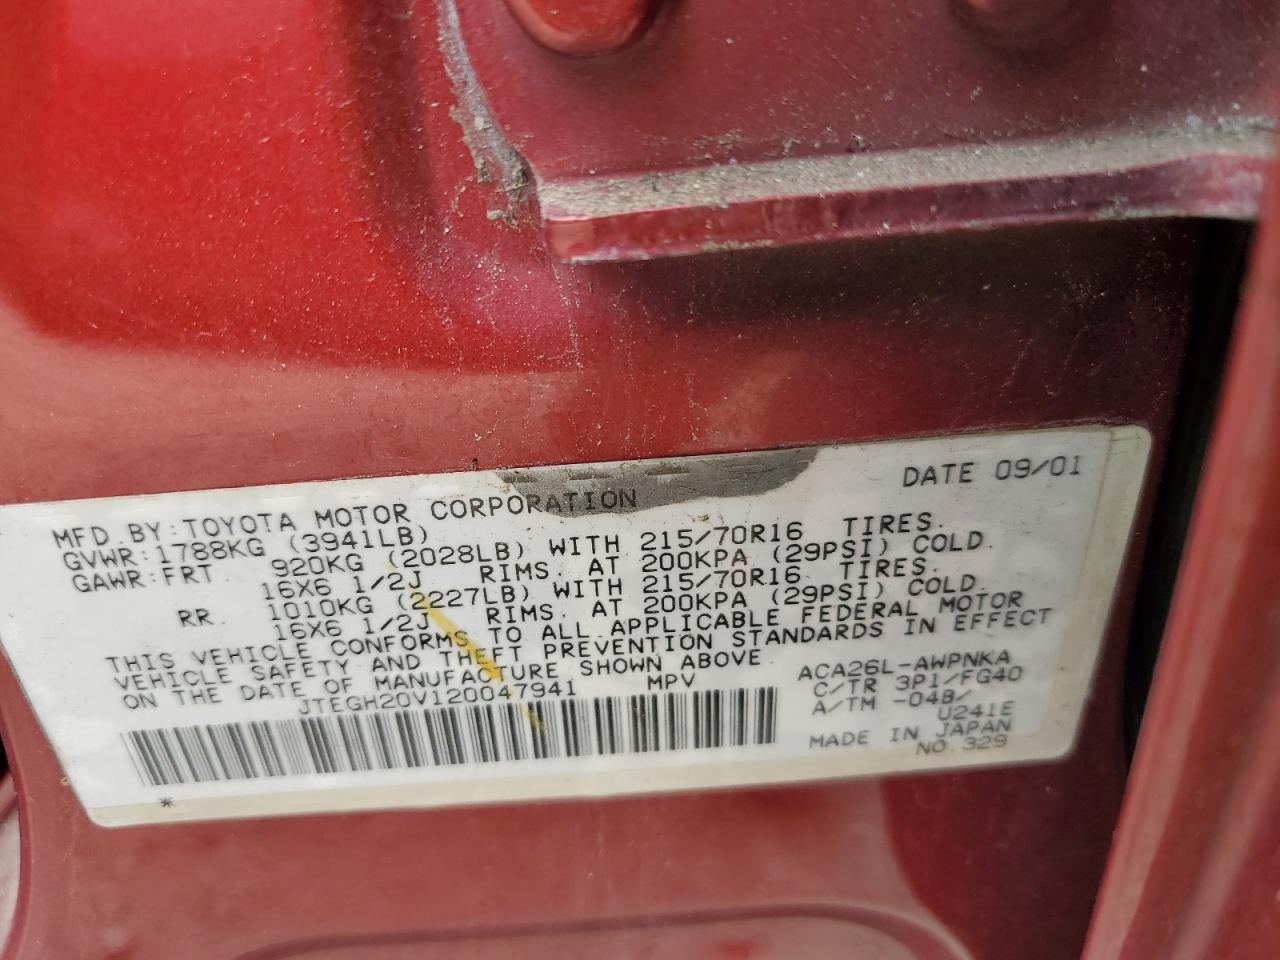 DATE 09/01
MFD. BY: TOYOTA MOTOR CORPORATION
GVWR: 1788KG (3941LB)
GAWR: FRT 920KG (2028LB) WITH 215/70R16 TIRES.
16X6 1/2J RIMS. AT 200KPA (29PSI) COLD.
RR. 1010KG (2227LB) WITH 215/70R16 TIRES.
16X6 1/2J RIMS. AT 200KPA (29PSI) COLD.
THIS VEHICLE CONFORMS TO ALL APPLICABLE FEDERAL MOTOR
VEHICLE SAFETY AND THEFT PREVENTION STANDARDS IN EFFECT
ON THE DATE OF MANUFACTURE SHOWN ABOVE
JTEGH20V120047941 MPV
ACA26L-AWPNKA
C/TR 3P1/FG40
A/TM -04B/
U241E
MADE IN JAPAN
NO. 329
*